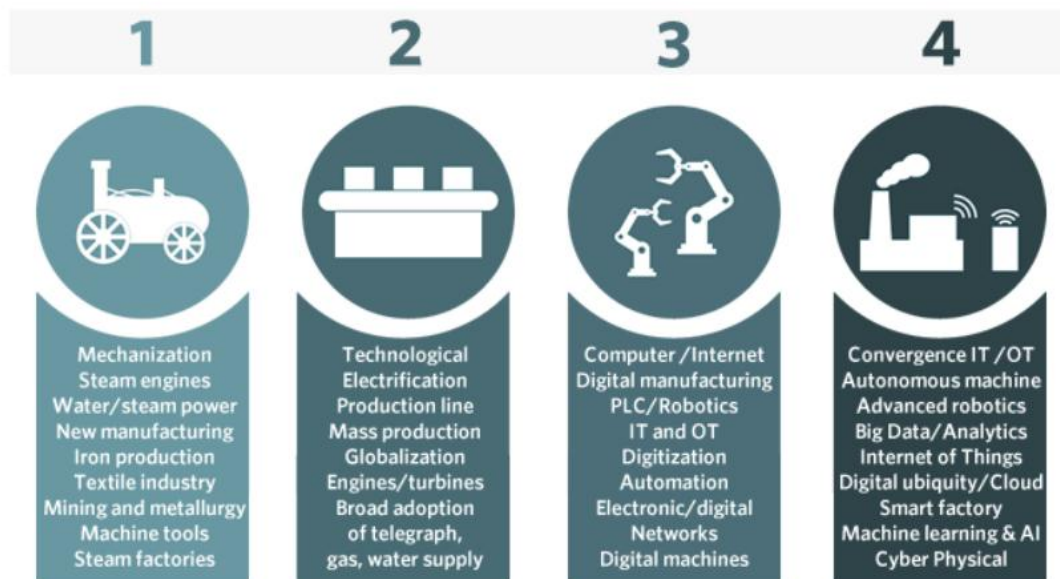 1
Mechanization
Steam engines
Water/steam power
New manufacturing
Iron production
Textile industry
Mining and metallurgy
Machine tools
Steam factories
2
Technological
Electrification
Production line
Mass production
Globalization
Engines/turbines
Broad adoption
of telegraph,
gas, water supply
3
Computer/Internet
Digital manufacturing
PLC/Robotics
IT and OT
Digitization
Automation
Electronic/digital
Networks
Digital machines
4
Convergence IT/OT
Autonomous machine
Advanced robotics
Big Data/Analytics
Internet of Things
Digital ubiquity/Cloud
Smart factory
Machine learning & AI
Cyber Physical